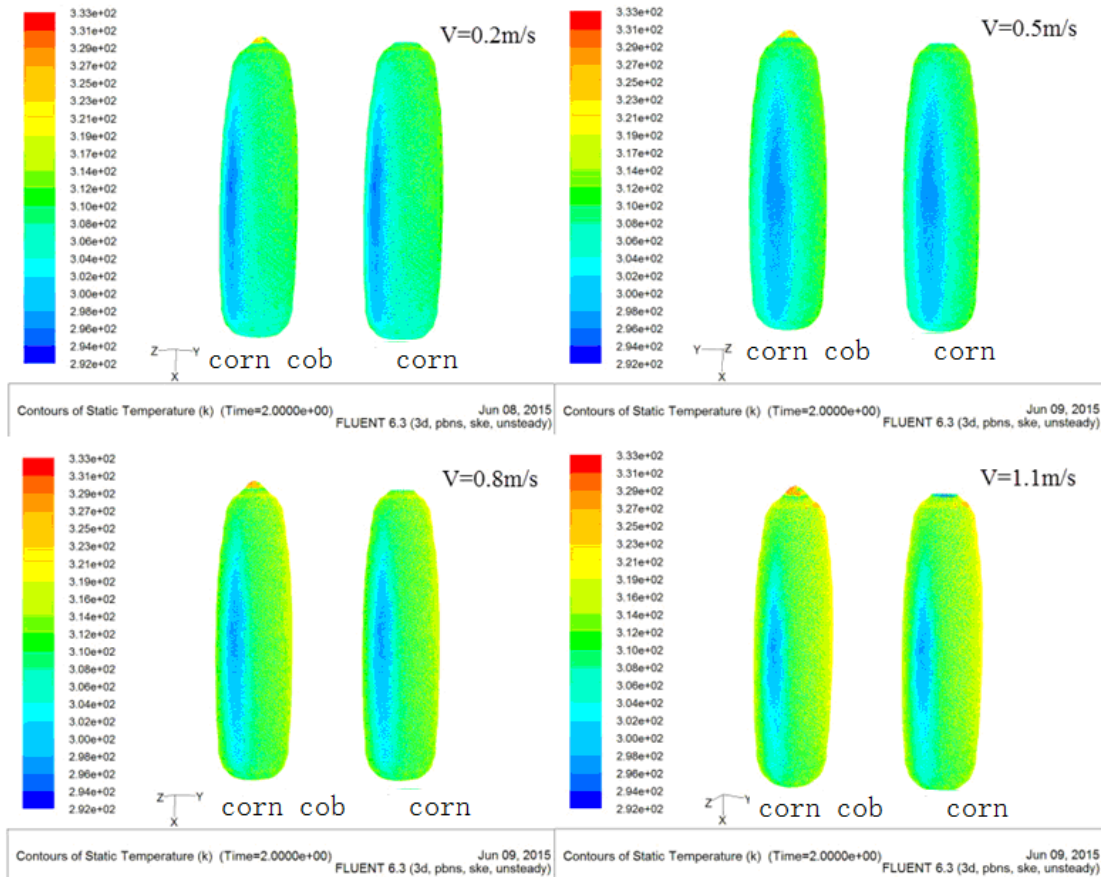 3.33e+02
3.31e+02
3.29e+02
3.27e+02
3.25e+02
3.23e+02
3.21e+02
3.19e+02
3.17e+02
3.14e+02
3.12e+02
3.10e+02
3.08e+02
3.06e+02
3.04e+02
3.02e+02
3.00e+02
2.98e+02
2.96e+02
2.94e+02
2.92e+02
V=0.2m/s
Z Y
X
corn cob corn
Contours of Static Temperature (k) (Time=2.0000e+00) Jun 08, 2015
FLUENT 6.3 (3d, pbns, ske, unsteady)
3.33e+02
3.31e+02
3.29e+02
3.27e+02
3.25e+02
3.23e+02
3.21e+02
3.19e+02
3.17e+02
3.14e+02
3.12e+02
3.10e+02
3.08e+02
3.06e+02
3.04e+02
3.02e+02
3.00e+02
2.98e+02
2.96e+02
2.94e+02
2.92e+02
V=0.5m/s
Y Z
X
corn cob corn
Contours of Static Temperature (k) (Time=2.0000e+00) Jun 09, 2015
FLUENT 6.3 (3d, pbns, ske, unsteady)
3.33e+02
3.31e+02
3.29e+02
3.27e+02
3.25e+02
3.23e+02
3.21e+02
3.19e+02
3.16e+02
3.14e+02
3.12e+02
3.10e+02
3.08e+02
3.06e+02
3.04e+02
3.02e+02
3.00e+02
2.98e+02
2.96e+02
2.94e+02
2.92e+02
V=0.8m/s
Z Y
X
corn cob corn
Contours of Static Temperature (k) (Time=2.0000e+00) Jun 09, 2015
FLUENT 6.3 (3d, pbns, ske, unsteady)
3.33e+02
3.31e+02
3.29e+02
3.27e+02
3.25e+02
3.23e+02
3.21e+02
3.19e+02
3.16e+02
3.14e+02
3.12e+02
3.10e+02
3.08e+02
3.06e+02
3.04e+02
3.02e+02
3.00e+02
2.98e+02
2.96e+02
2.94e+02
2.92e+02
V=1.1m/s
Z Y
X
corn cob corn
Contours of Static Temperature (k) (Time=2.0000e+00) Jun 09, 2015
FLUENT 6.3 (3d, pbns, ske, unsteady)